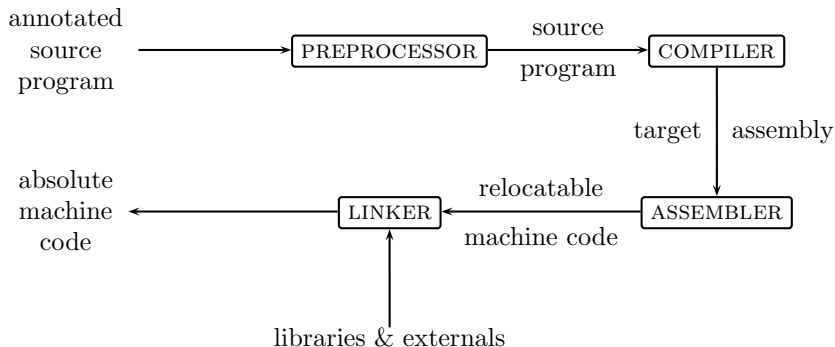 annotated
source
program
PREPROCESSOR
source
program
COMPILER
target assembly
absolute
machine
code
LINKER
relocatable
machine code
ASSEMBLER
libraries & externals